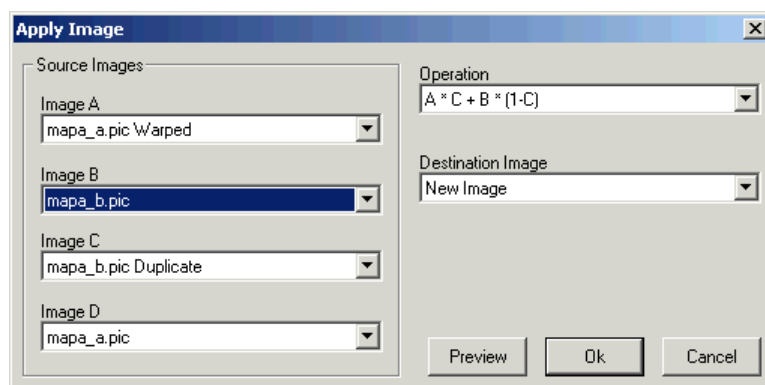 Apply Image
Source Images
Image A
mapa_a.pic Warped
Image B
mapa_b.pic
Image C
mapa_b.pic Duplicate
Image D
mapa_a.pic
Operation
A * C + B * (1-C)
Destination Image
New Image
Preview
Ok
Cancel